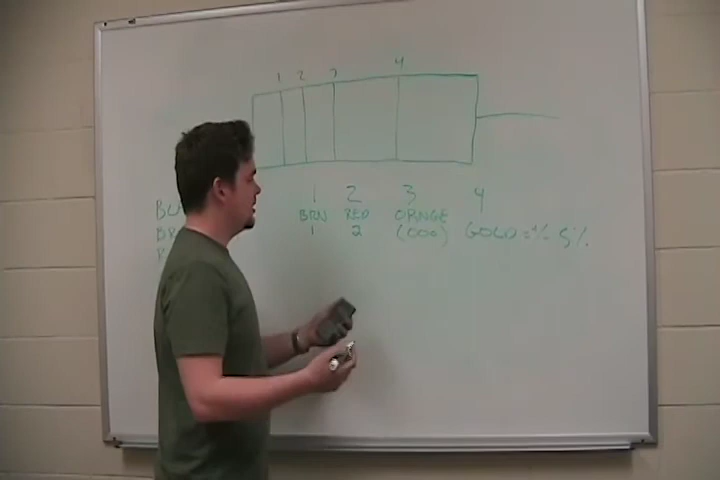 1 2 3 4
1 2 3 4
BRN RED ORNGE
1 2 (000) GOLD = +/- 5%